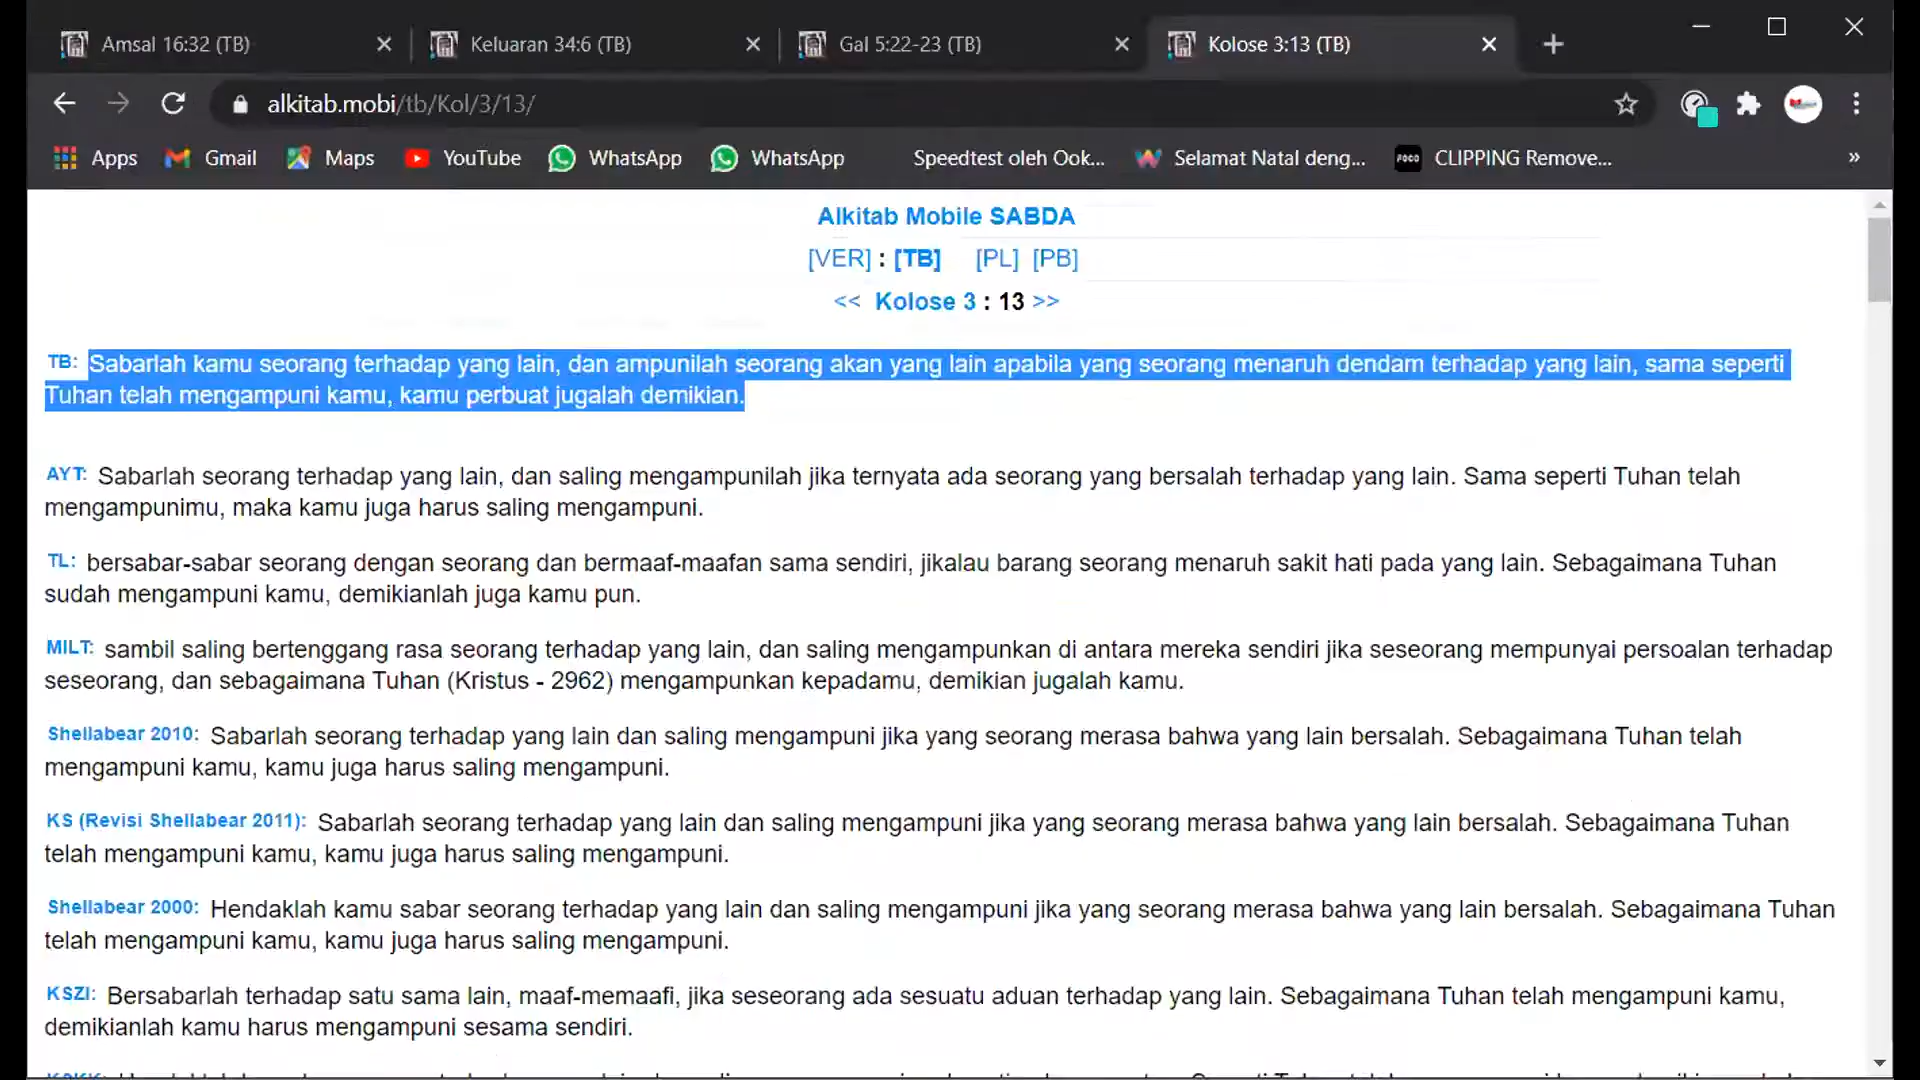 Amsal 16:32 (TB)
Keluaran 34:6 (TB)
Gal 5:22-23 (TB)
Kolose 3:13 (TB)
alkitab.mobi/tb/Kol/3/13/
Apps
Gmail
Maps
YouTube
WhatsApp
WhatsApp
Speedtest oleh Ook...
Selamat Natal deng...
POCO
CLIPPING Remove...
»
Alkitab Mobile SABDA
[VER] : [TB] [PL] [PB]
<< Kolose 3 : 13 >>
TB: Sabarlah kamu seorang terhadap yang lain, dan ampunilah seorang akan yang lain apabila yang seorang menaruh dendam terhadap yang lain, sama seperti
Tuhan telah mengampuni kamu, kamu perbuat jugalah demikian.
AYT: Sabarlah seorang terhadap yang lain, dan saling mengampunilah jika ternyata ada seorang yang bersalah terhadap yang lain. Sama seperti Tuhan telah
mengampunimu, maka kamu juga harus saling mengampuni.
TL: bersabar-sabar seorang dengan seorang dan bermaaf-maafan sama sendiri, jikalau barang seorang menaruh sakit hati pada yang lain. Sebagaimana Tuhan
sudah mengampuni kamu, demikianlah juga kamu pun.
MILT: sambil saling bertenggang rasa seorang terhadap yang lain, dan saling mengampunkan di antara mereka sendiri jika seseorang mempunyai persoalan terhadap
seseorang, dan sebagaimana Tuhan (Kristus - 2962) mengampunkan kepadamu, demikian jugalah kamu.
Shellabear 2010: Sabarlah seorang terhadap yang lain dan saling mengampuni jika yang seorang merasa bahwa yang lain bersalah. Sebagaimana Tuhan telah
mengampuni kamu, kamu juga harus saling mengampuni.
KS (Revisi Shellabear 2011): Sabarlah seorang terhadap yang lain dan saling mengampuni jika yang seorang merasa bahwa yang lain bersalah. Sebagaimana Tuhan
telah mengampuni kamu, kamu juga harus saling mengampuni.
Shellabear 2000: Hendaklah kamu sabar seorang terhadap yang lain dan saling mengampuni jika yang seorang merasa bahwa yang lain bersalah. Sebagaimana Tuhan
telah mengampuni kamu, kamu juga harus saling mengampuni.
KSZI: Bersabarlah terhadap satu sama lain, maaf-memaafi, jika seseorang ada sesuatu aduan terhadap yang lain. Sebagaimana Tuhan telah mengampuni kamu,
demikianlah kamu harus mengampuni sesama sendiri.